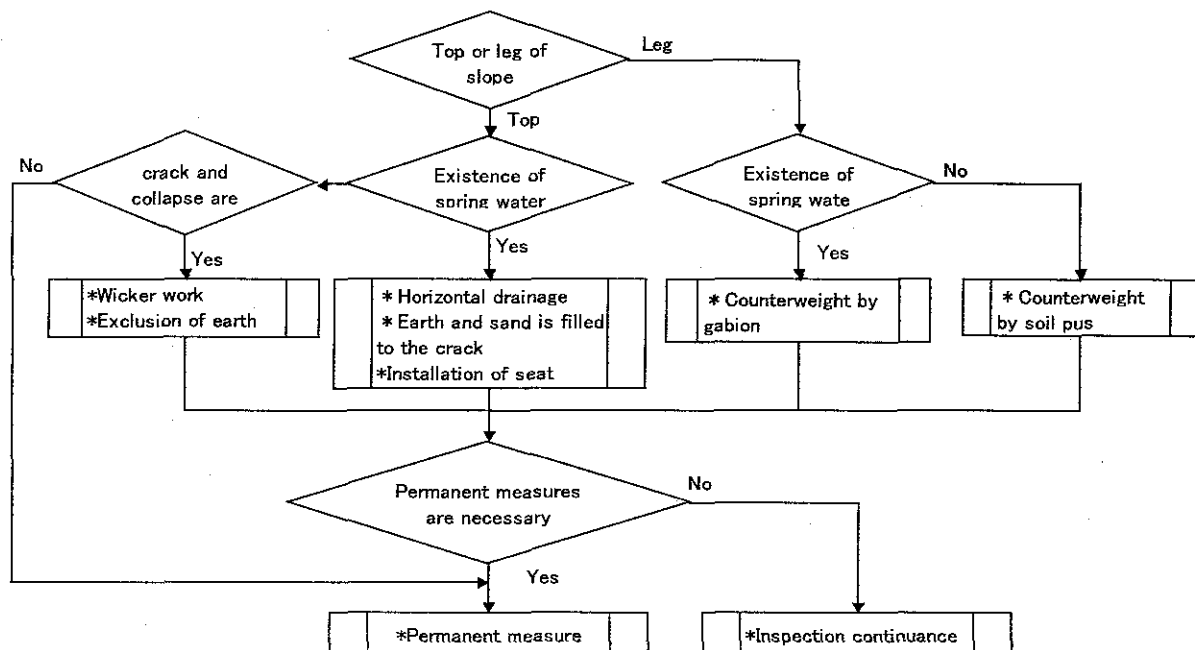 Top or leg of
slope
Leg
Top
No
crack and
collapse are
Existence of
spring water
Existence of
spring wate
No
Yes
Yes
Yes
*Wicker work
*Exclusion of earth
* Horizontal drainage
* Earth and sand is filled
to the crack
*Installation of seat
* Counterweight by
gabion
* Counterweight
by soil pus
Permanent measures
are necessary
No
Yes
*Permanent measure
*Inspection continuance